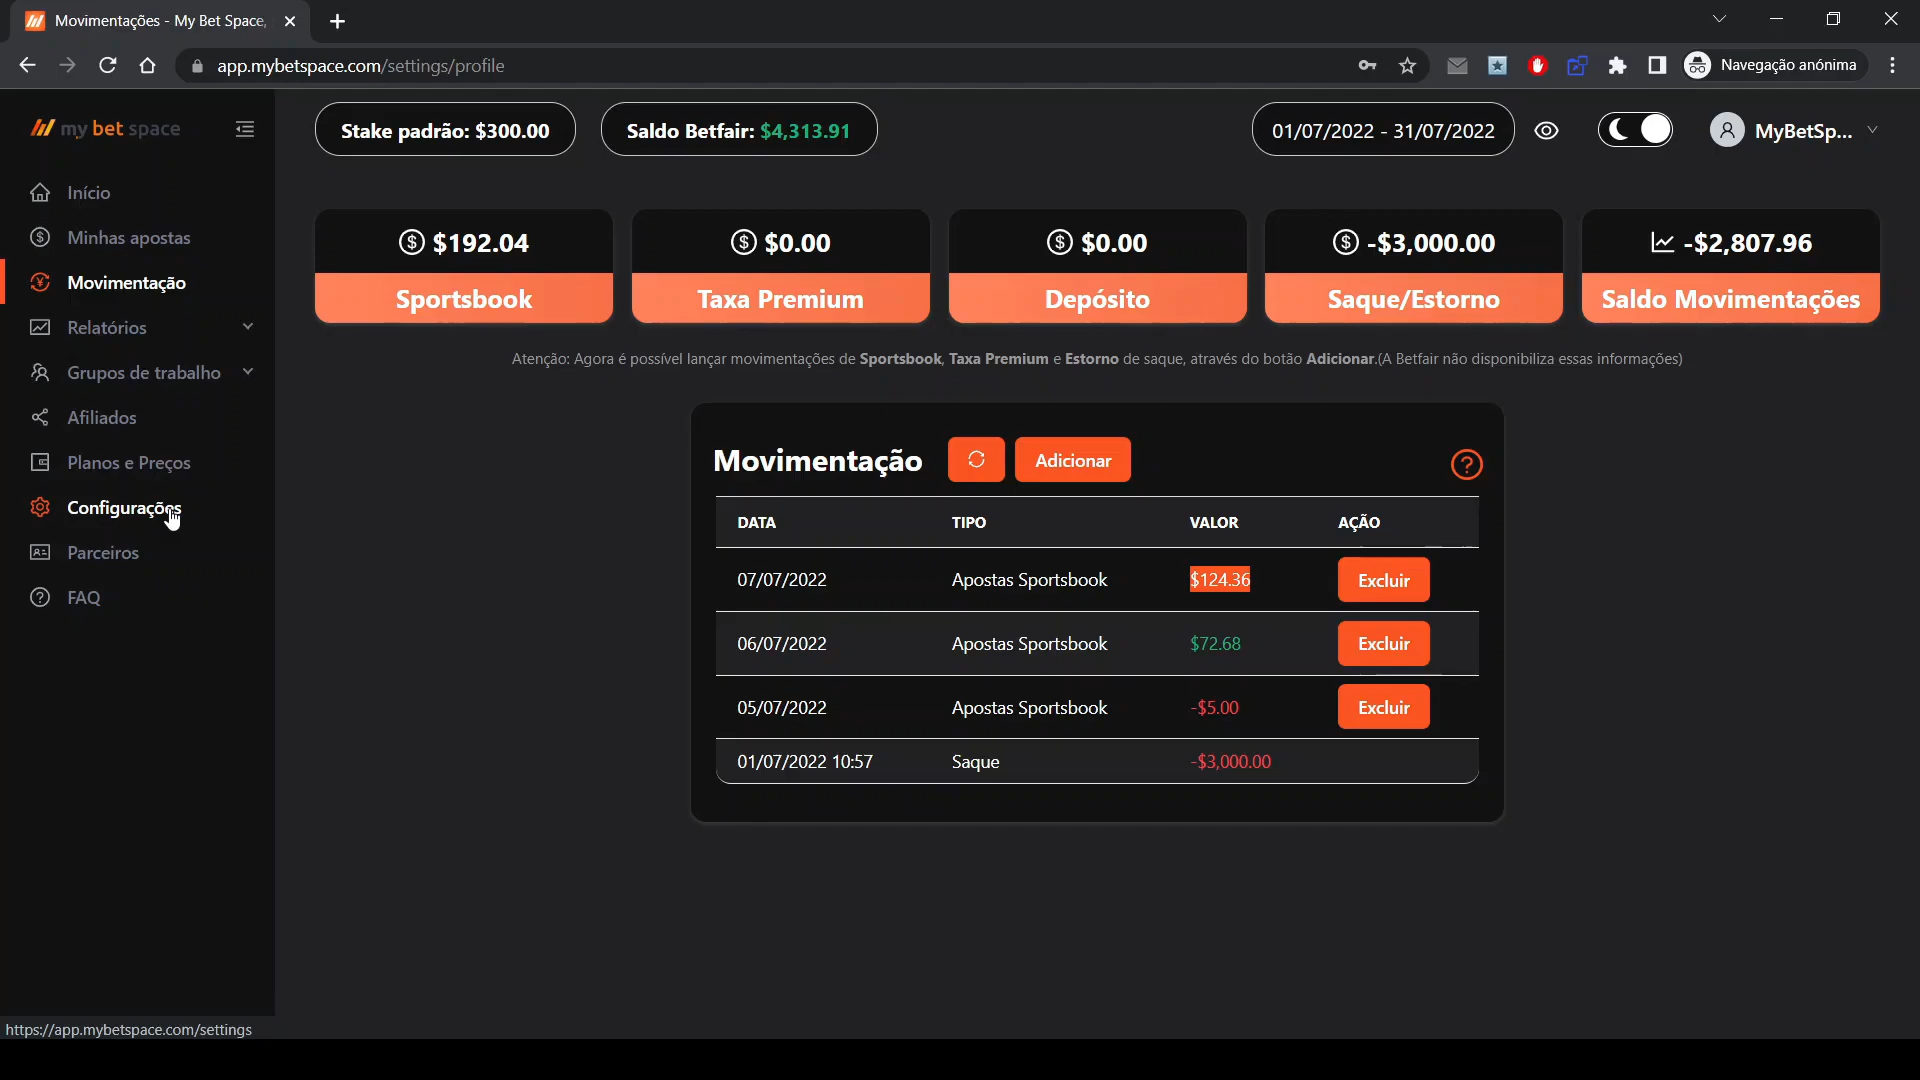 Movimentações - My Bet Space,
app.mybetspace.com/settings/profile
Navegação anónima
my bet space
Stake padrão: $300.00
Saldo Betfair: $4,313.91
01/07/2022 - 31/07/2022
MyBetSp...
Início
Minhas apostas
Movimentação
Relatórios
Grupos de trabalho
Afiliados
Planos e Preços
Configurações
Parceiros
FAQ
$192.04
Sportsbook
$0.00
Taxa Premium
$0.00
Depósito
-$3,000.00
Saque/Estorno
-$2,807.96
Saldo Movimentações
Atenção: Agora é possível lançar movimentações de Sportsbook, Taxa Premium e Estorno de saque, através do botão Adicionar.(A Betfair não disponibiliza essas informações)
Movimentação
Adicionar
DATA TIPO VALOR AÇÃO
07/07/2022 Apostas Sportsbook $124.36 Excluir
06/07/2022 Apostas Sportsbook $72.68 Excluir
05/07/2022 Apostas Sportsbook -$5.00 Excluir
01/07/2022 10:57 Saque -$3,000.00
https://app.mybetspace.com/settings